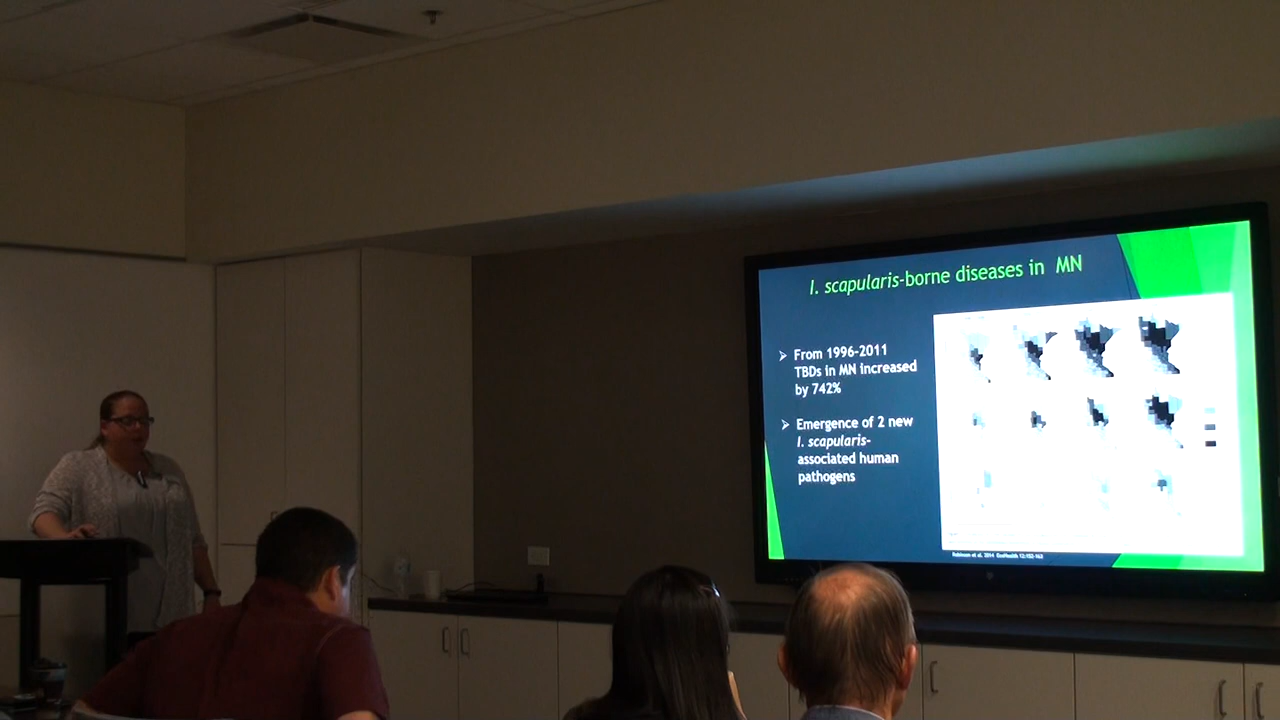 I. scapularis-borne diseases in MN
From 1996-2011
TBDs in MN increased
by 742%
Emergence of 2 new
I. scapularis-
associated human
pathogens